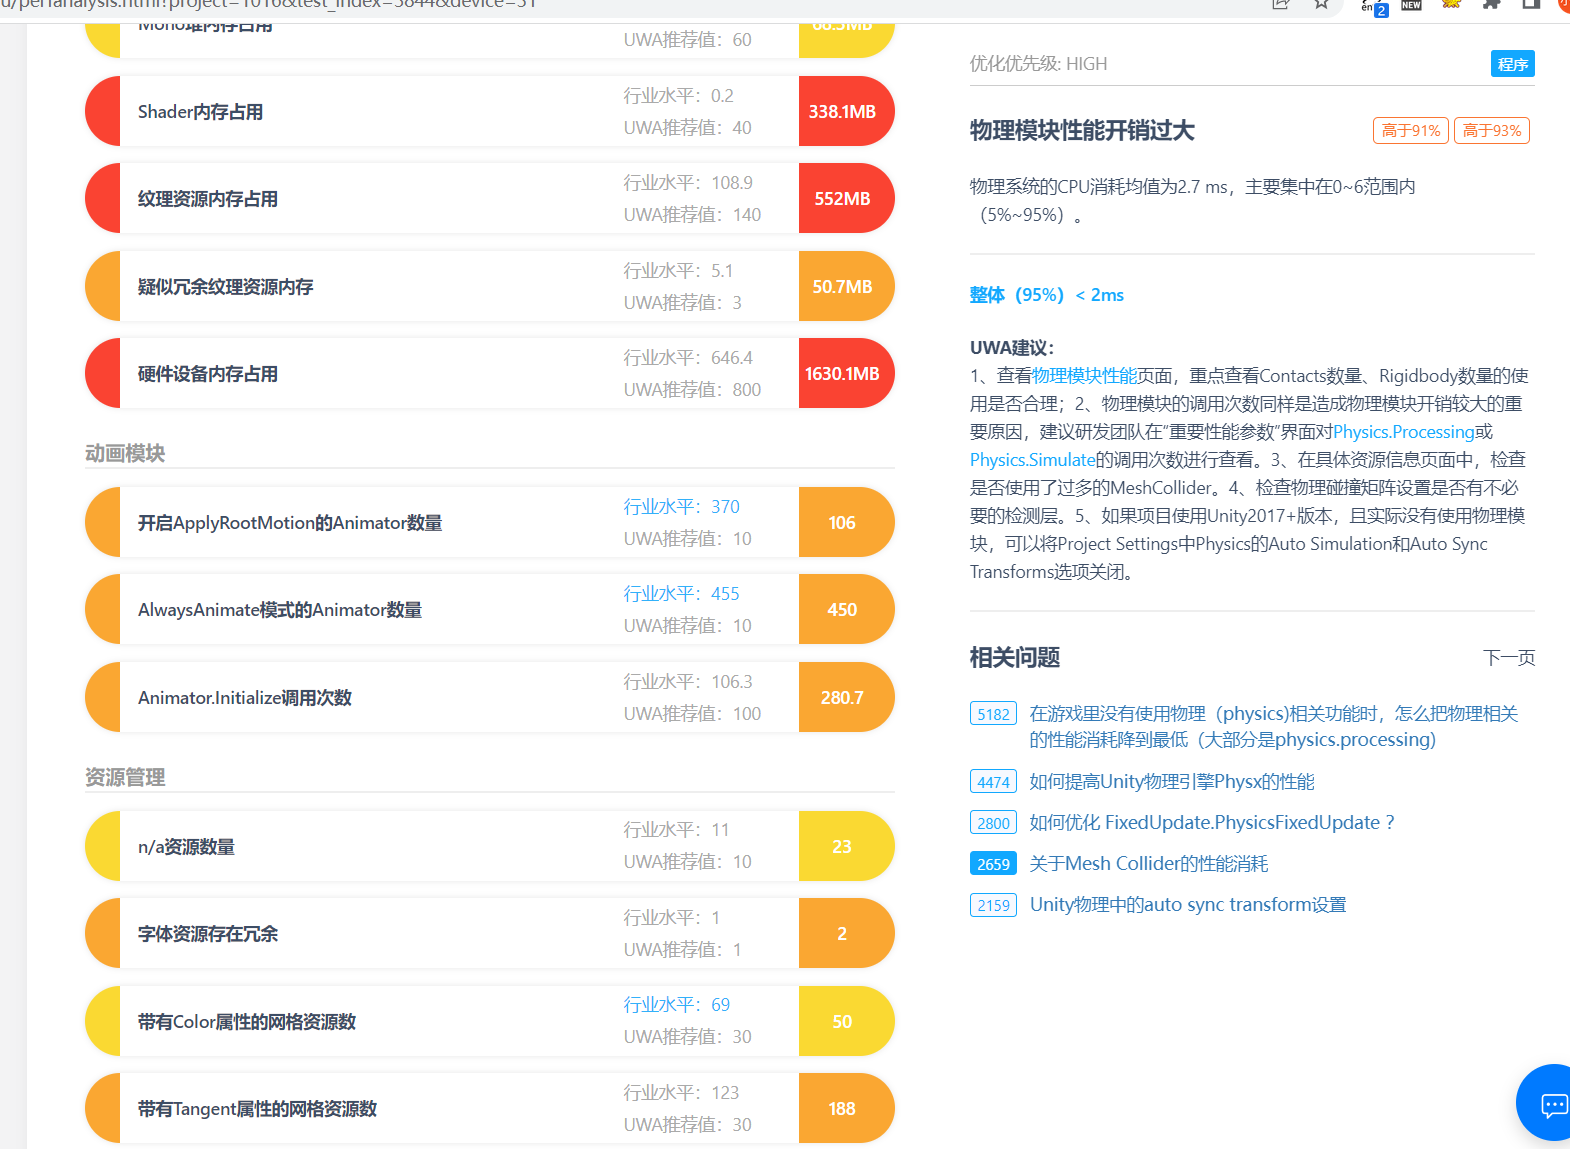 u/perfanalysis.html?project=1016&test_index=3844&device=51
en
2
NEW
Mono堆内存占用
UWA推荐值：60
68.5MB
Shader内存占用
行业水平：0.2
UWA推荐值：40
338.1MB
纹理资源内存占用
行业水平：108.9
UWA推荐值：140
552MB
疑似冗余纹理资源内存
行业水平：5.1
UWA推荐值：3
50.7MB
硬件设备内存占用
行业水平：646.4
UWA推荐值：800
1630.1MB
动画模块
开启ApplyRootMotion的Animator数量
行业水平：370
UWA推荐值：10
106
AlwaysAnimate模式的Animator数量
行业水平：455
UWA推荐值：10
450
Animator.Initialize调用次数
行业水平：106.3
UWA推荐值：100
280.7
资源管理
n/a资源数量
行业水平：11
UWA推荐值：10
23
字体资源存在冗余
行业水平：1
UWA推荐值：1
2
带有Color属性的网格资源数
行业水平：69
UWA推荐值：30
50
带有Tangent属性的网格资源数
行业水平：123
UWA推荐值：30
188
优化优先级: HIGH
程序
物理模块性能开销过大
高于91%
高于93%
物理系统的CPU消耗均值为2.7 ms，主要集中在0~6范围内
（5%~95%）。
整体（95%）< 2ms
UWA建议：
1、查看物理模块性能页面，重点查看Contacts数量、Rigidbody数量的使
用是否合理；2、物理模块的调用次数同样是造成物理模块开销较大的重
要原因，建议研发团队在“重要性能参数”界面对Physics.Processing或
Physics.Simulate的调用次数进行查看。3、在具体资源信息页面中，检查
是否使用了过多的MeshCollider。4、检查物理碰撞矩阵设置是否有不必
要的检测层。5、如果项目使用Unity2017+版本，且实际没有使用物理模
块，可以将Project Settings中Physics的Auto Simulation和Auto Sync
Transforms选项关闭。
相关问题
下一页
5182
在游戏里没有使用物理（physics)相关功能时，怎么把物理相关
的性能消耗降到最低（大部分是physics.processing)
4474
如何提高Unity物理引擎Physx的性能
2800
如何优化 FixedUpdate.PhysicsFixedUpdate ？
2659
关于Mesh Collider的性能消耗
2159
Unity物理中的auto sync transform设置